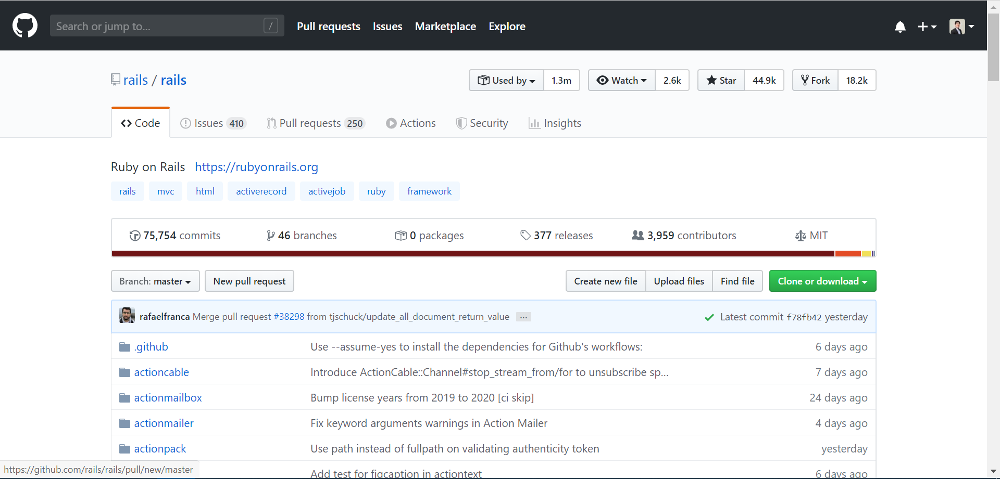 Search or jump to... /
Pull requests Issues Marketplace Explore
rails / rails
Used by 1.3m Watch 2.6k Star 44.9k Fork 18.2k
Code Issues 410 Pull requests 250 Actions Security Insights
Ruby on Rails https://rubyonrails.org
rails mvc html activerecord activejob ruby framework
75,754 commits 46 branches 0 packages 377 releases 3,959 contributors MIT
Branch: master New pull request Create new file Upload files Find file Clone or download
rafaelfranca Merge pull request #38298 from tjschuck/update_all_document_return_value ... Latest commit f78fb42 yesterday
.github Use --assume-yes to install the dependencies for Github's workflows: 6 days ago
actioncable Introduce ActionCable::Channel#stop_stream_from/for to unsubscribe sp... 7 days ago
actionmailbox Bump license years from 2019 to 2020 [ci skip] 24 days ago
actionmailer Fix keyword arguments warnings in Action Mailer 4 days ago
actionpack Use path instead of fullpath on validating authenticity token yesterday
Add test for figcaption in actiontext 6 days ago
https://github.com/rails/rails/pull/new/master